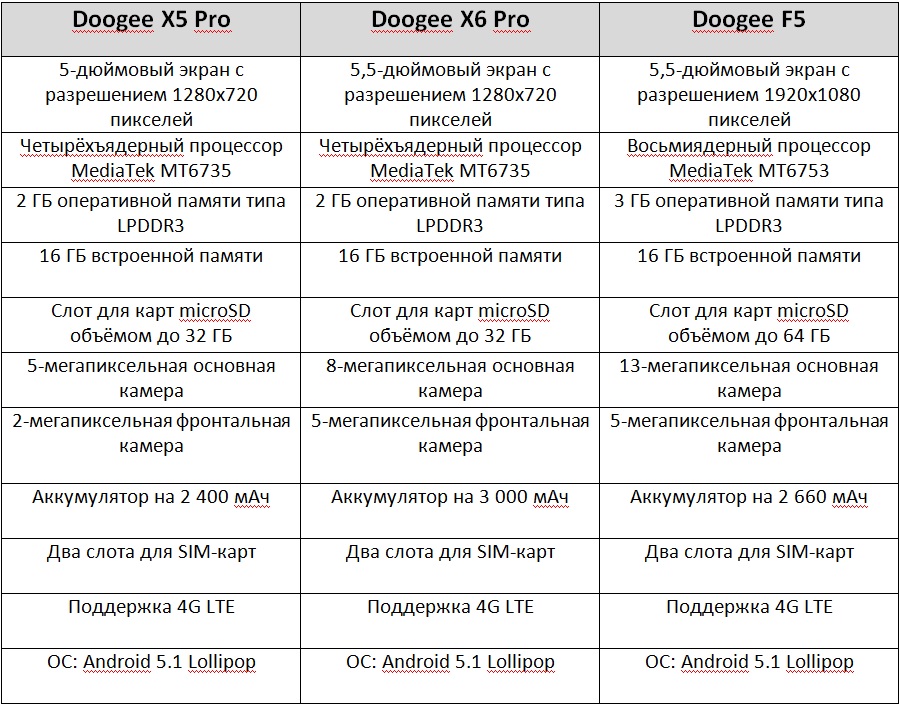 Doogee X5 Pro
Doogee X6 Pro
Doogee F5
5-дюймовый экран с
разрешением 1280x720
пикселей
5,5-дюймовый экран с
разрешением 1280x720
пикселей
5,5-дюймовый экран с
разрешением 1920x1080
пикселей
Четырёхъядерный процессор
MediaTek MT6735
Четырёхъядерный процессор
MediaTek MT6735
Восьмиядерный процессор
MediaTek MT6753
2 ГБ оперативной памяти типа
LPDDR3
2 ГБ оперативной памяти типа
LPDDR3
3 ГБ оперативной памяти типа
LPDDR3
16 ГБ встроенной памяти
16 ГБ встроенной памяти
16 ГБ встроенной памяти
Слот для карт microSD
объёмом до 32 ГБ
Слот для карт microSD
объёмом до 32 ГБ
Слот для карт microSD
объёмом до 64 ГБ
5-мегапиксельная основная
камера
8-мегапиксельная основная
камера
13-мегапиксельная основная
камера
2-мегапиксельная фронтальная
камера
5-мегапиксельная фронтальная
камера
5-мегапиксельная фронтальная
камера
Аккумулятор на 2 400 мАч
Аккумулятор на 3 000 мАч
Аккумулятор на 2 660 мАч
Два слота для SIM-карт
Два слота для SIM-карт
Два слота для SIM-карт
Поддержка 4G LTE
Поддержка 4G LTE
Поддержка 4G LTE
ОС: Android 5.1 Lollipop
ОС: Android 5.1 Lollipop
ОС: Android 5.1 Lollipop